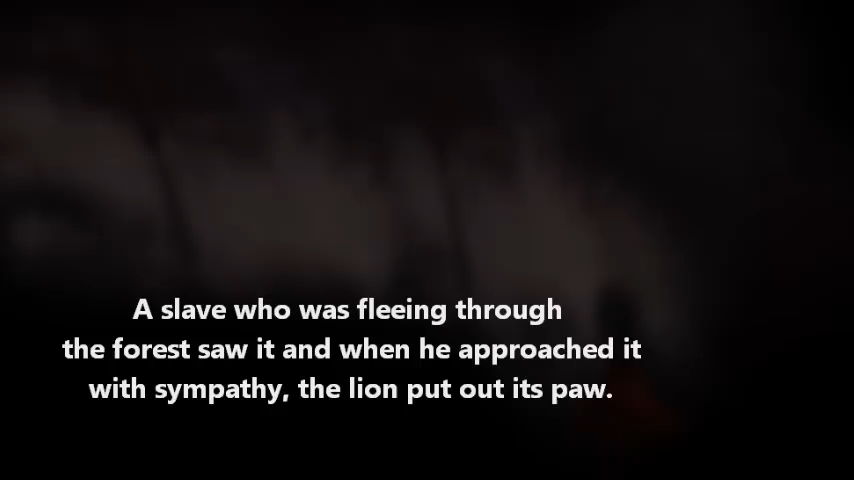 A slave who was fleeing through
the forest saw it and when he approached it
with sympathy, the lion put out its paw.